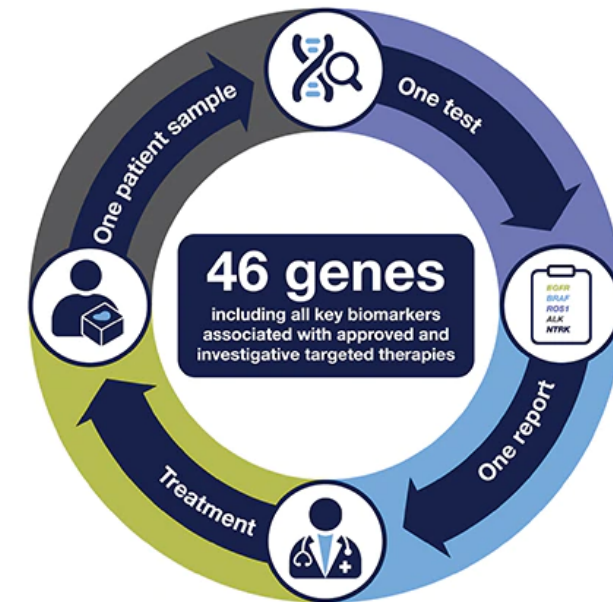 One patient sample
One test
46 genes
including all key biomarkers
associated with approved and
investigative targeted therapies
EGFR
BRAF
ROS1
ALK
NTRK
One report
Treatment